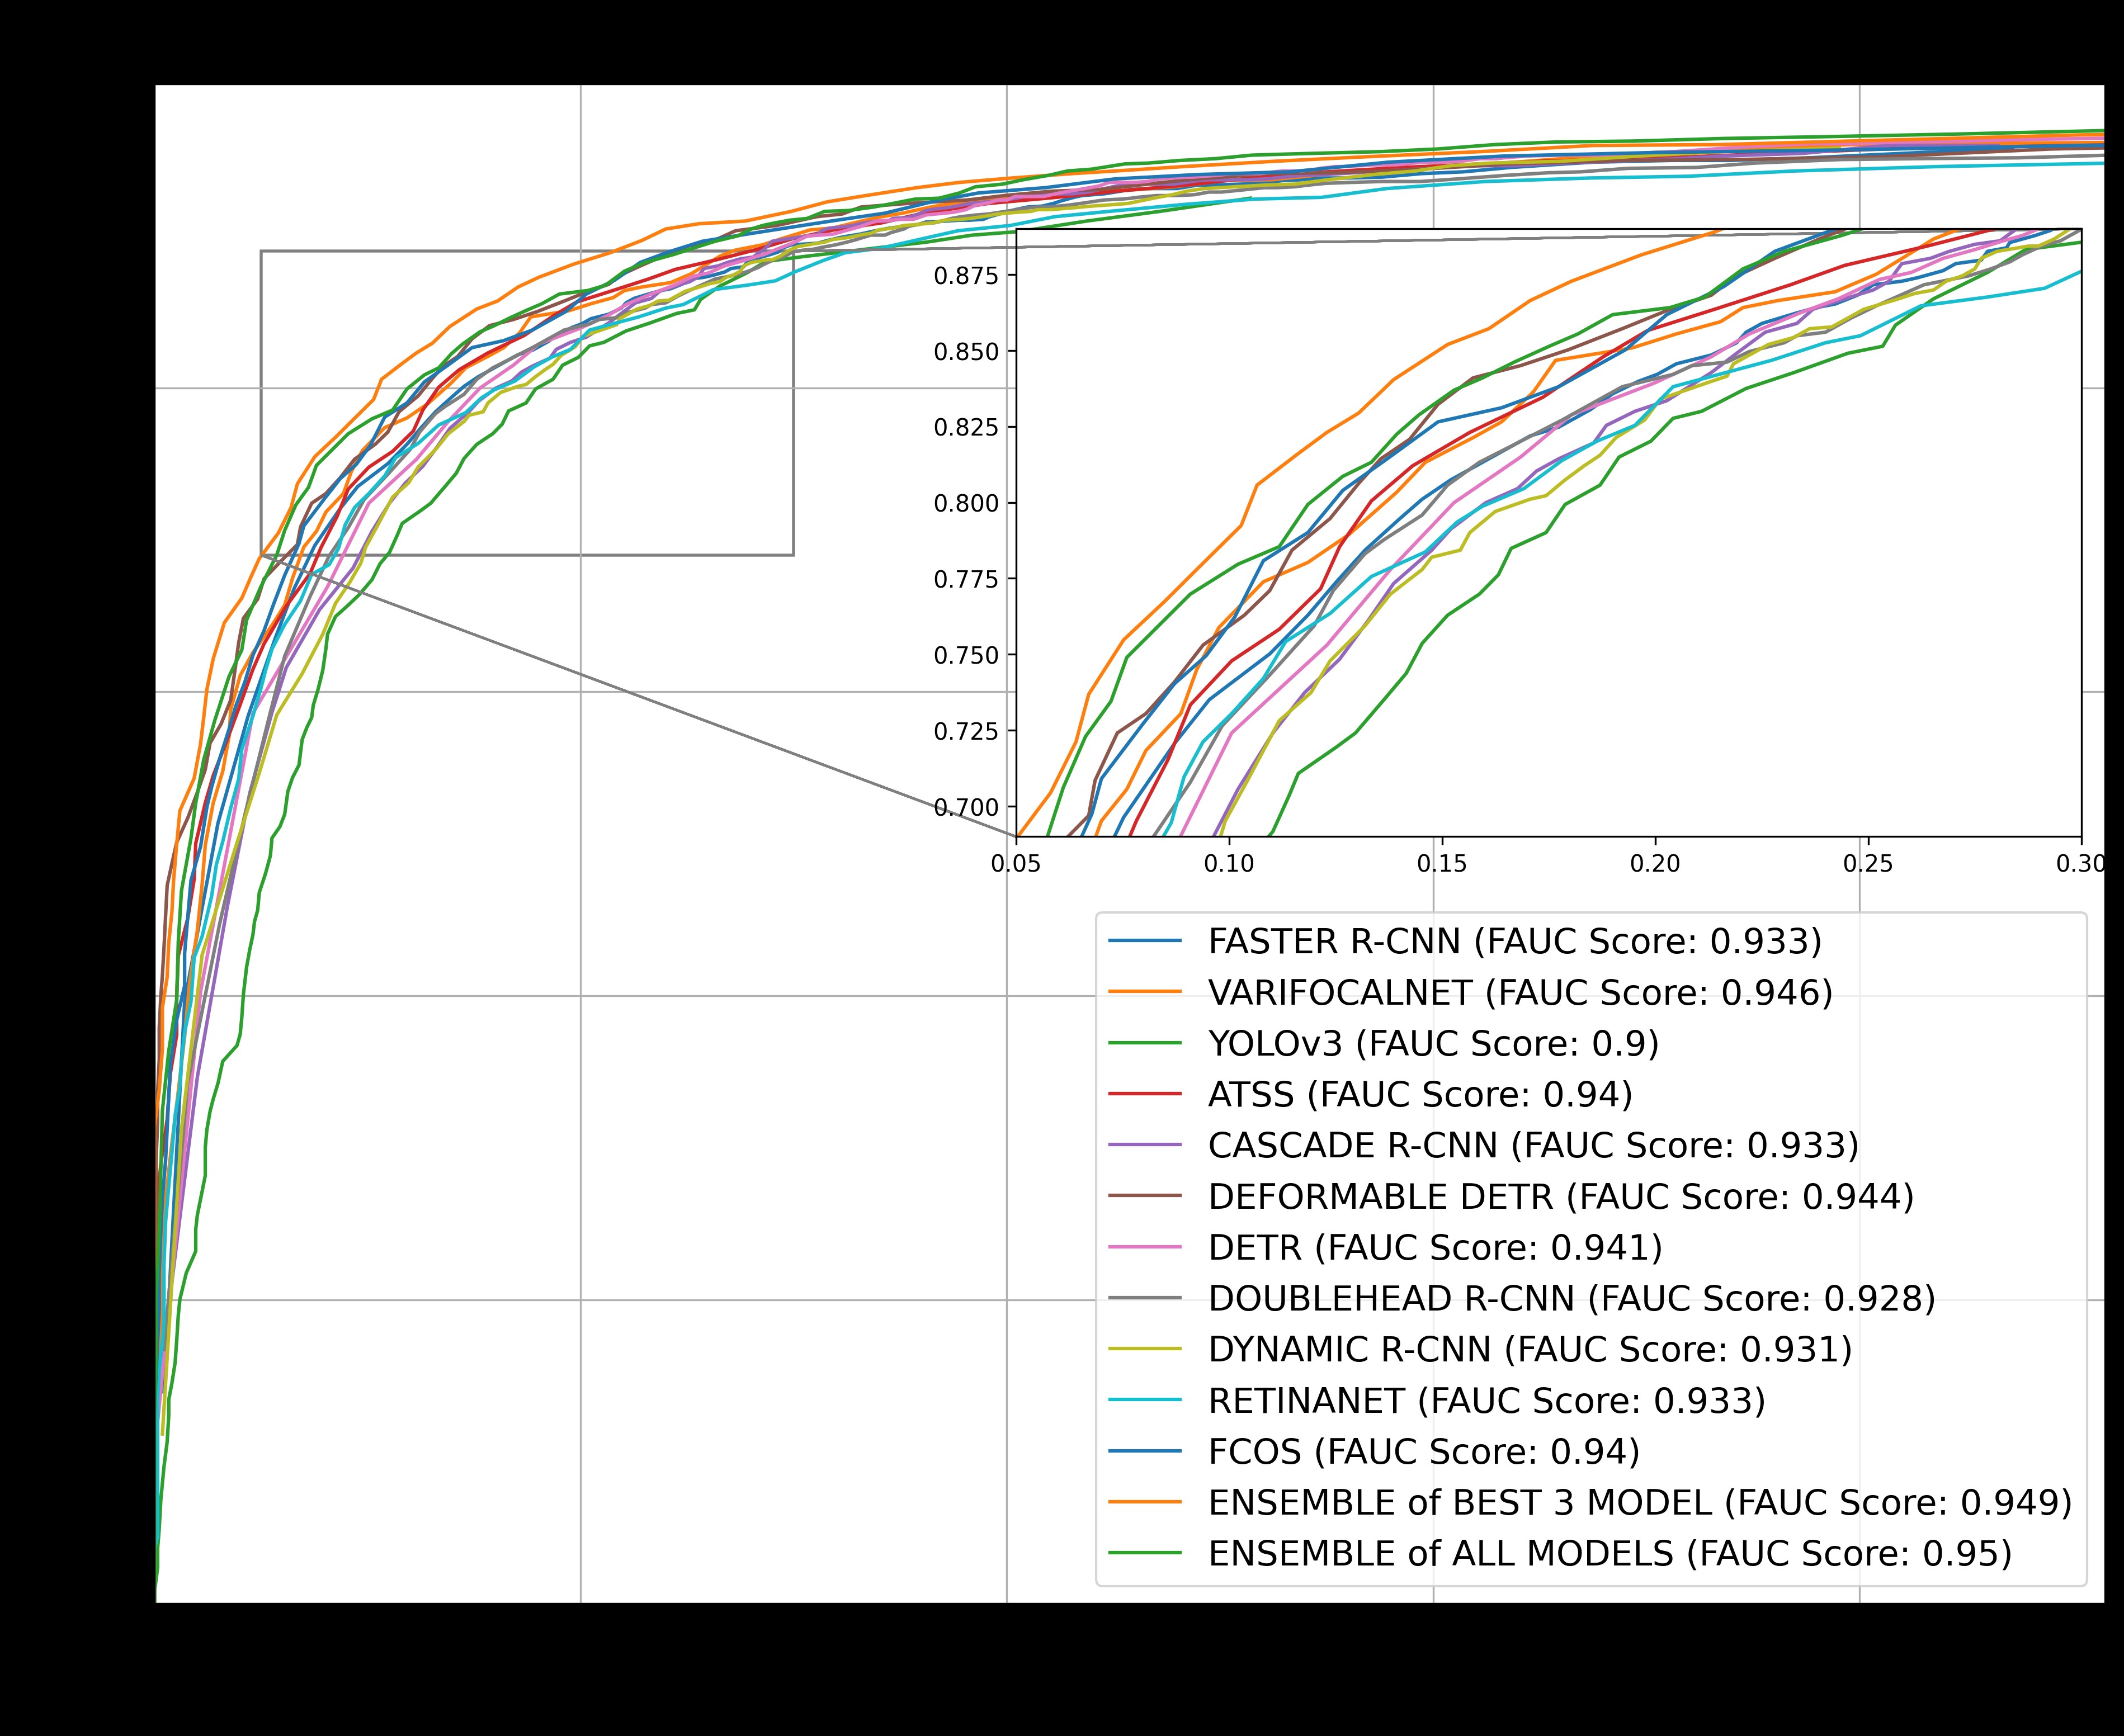 0.875
0.850
0.825
0.800
0.775
0.750
0.725
0.700
0.05 0.10 0.15 0.20 0.25 0.30
FASTER R-CNN (FAUC Score: 0.933)
VARIFOCALNET (FAUC Score: 0.946)
YOLOv3 (FAUC Score: 0.9)
ATSS (FAUC Score: 0.94)
CASCADE R-CNN (FAUC Score: 0.933)
DEFORMABLE DETR (FAUC Score: 0.944)
DETR (FAUC Score: 0.941)
DOUBLEHEAD R-CNN (FAUC Score: 0.928)
DYNAMIC R-CNN (FAUC Score: 0.931)
RETINANET (FAUC Score: 0.933)
FCOS (FAUC Score: 0.94)
ENSEMBLE of BEST 3 MODEL (FAUC Score: 0.949)
ENSEMBLE of ALL MODELS (FAUC Score: 0.95)